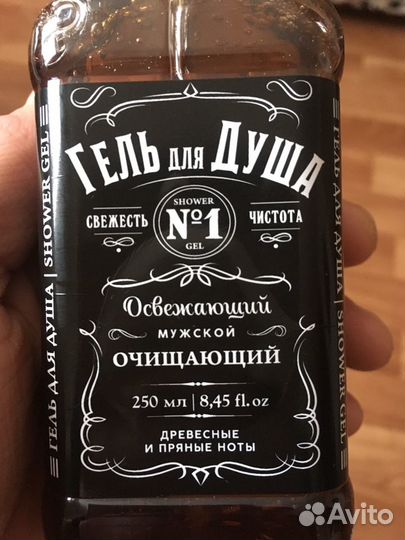 ГЕЛЬ ДЛЯ ДУША
СВЕЖЕСТЬ
SHOWER
№1
GEL
ЧИСТОТА
Освежающий
МУЖСКОЙ
ОЧИЩАЮЩИЙ
250 мл | 8,45 fl. oz
ДРЕВЕСНЫЕ
И ПРЯНЫЕ НОТЫ
ГЕЛЬ ДЛЯ ДУША | SHOWER GEL
ГЕЛЬ ДЛЯ ДУША | SHOWER GEL
Avito